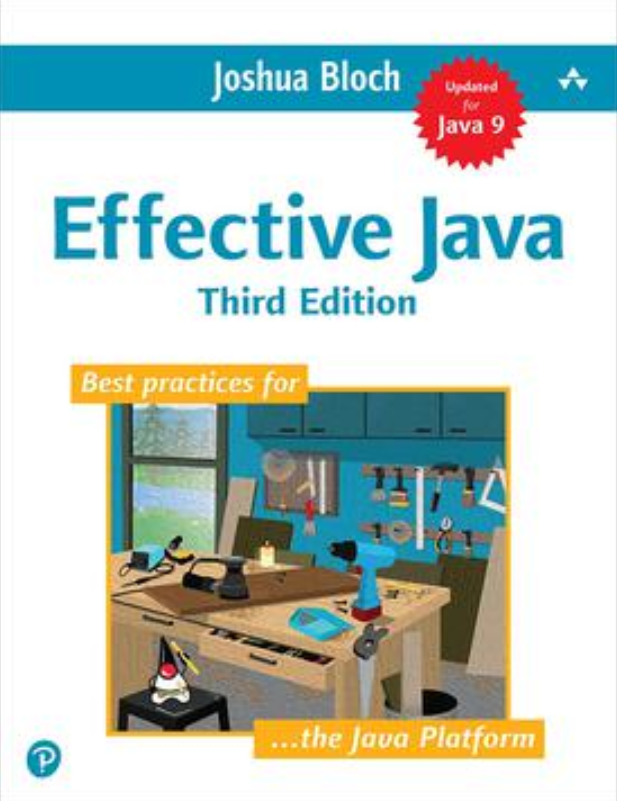 Joshua Bloch
Updated
for
Java 9
Effective Java
Third Edition
Best practices for
...the Java Platform
P